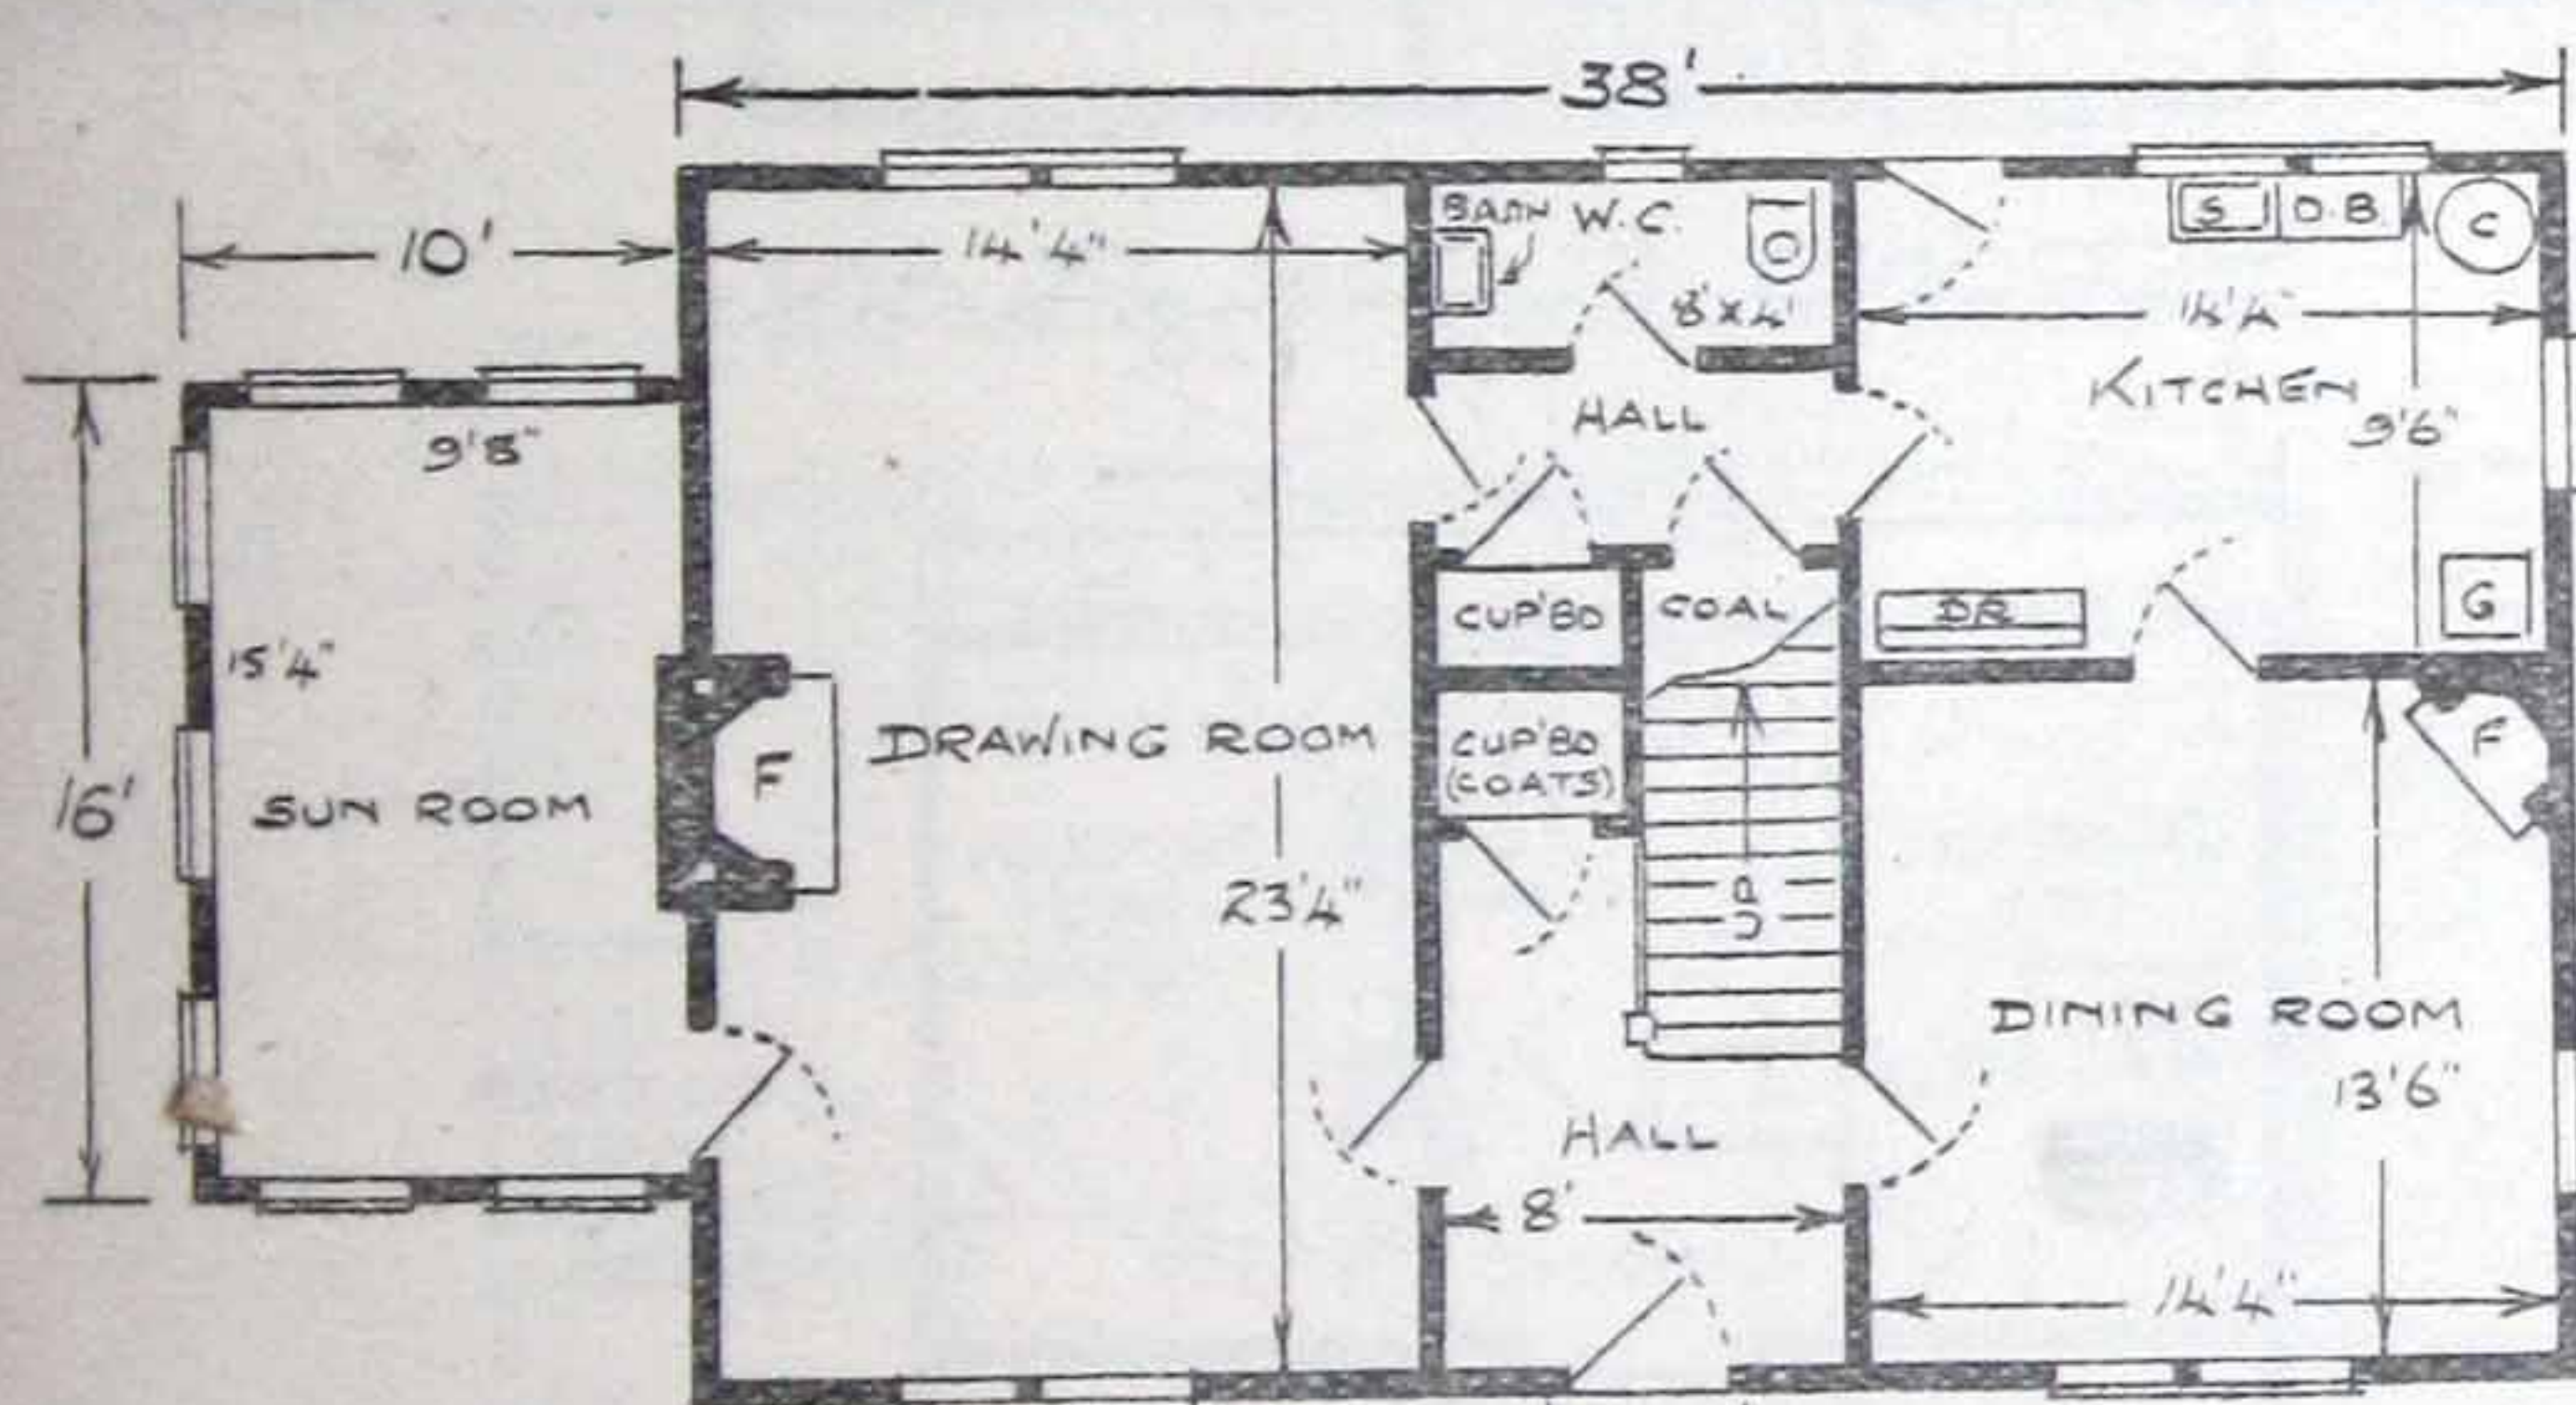 38'
10'
14'4"
BASN W.C.
S D.B C
8'x4'
14'4"
KITCHEN
HALL
9'6"
9'8"
CUP'BD
COAL
DR
G
15'4"
DRAWING ROOM
F
F
CUP'BD
(COATS)
16'
SUN ROOM
23'4"
UP
DINING ROOM
13'6"
HALL
8'
14'4"